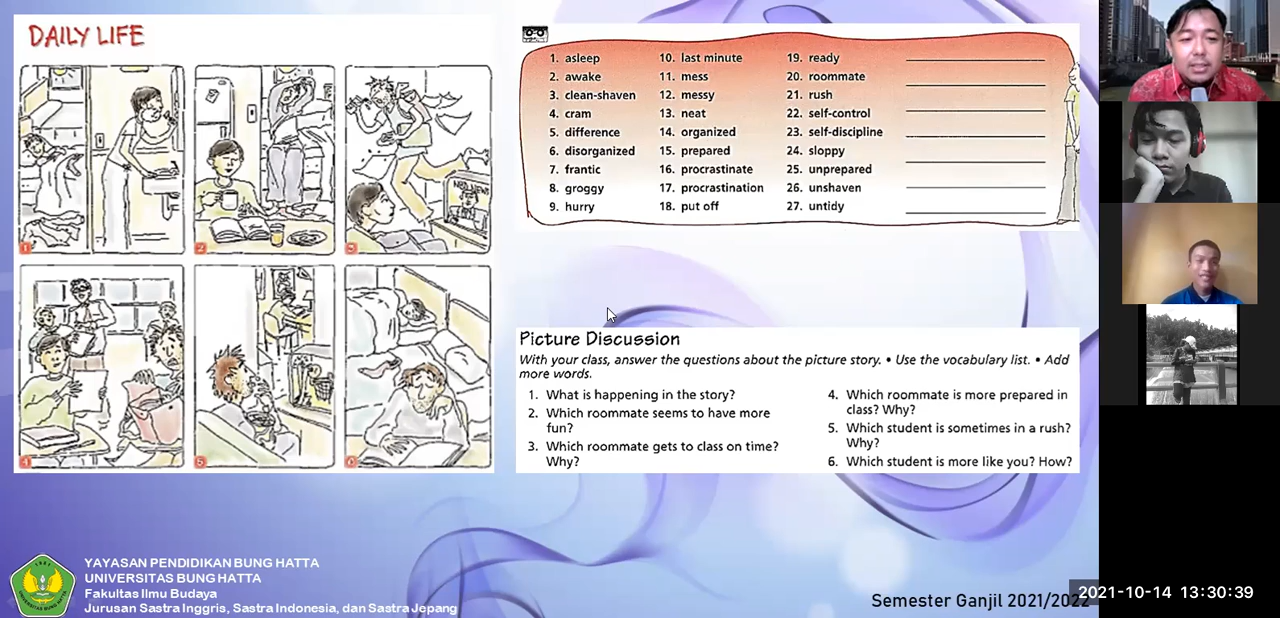 DAILY LIFE
1
2
3
4
5
6
1. asleep
2. awake
3. clean-shaven
4. cram
5. difference
6. disorganized
7. frantic
8. groggy
9. hurry
10. last minute
11. mess
12. messy
13. neat
14. organized
15. prepared
16. procrastinate
17. procrastination
18. put off
19. ready
20. roommate
21. rush
22. self-control
23. self-discipline
24. sloppy
25. unprepared
26. unshaven
27. untidy
Picture Discussion
With your class, answer the questions about the picture story. • Use the vocabulary list. • Add
more words.
1. What is happening in the story?
2. Which roommate seems to have more
fun?
3. Which roommate gets to class on time?
Why?
4. Which roommate is more prepared in
class? Why?
5. Which student is sometimes in a rush?
Why?
6. Which student is more like you? How?
YAYASAN PENDIDIKAN BUNG HATTA
UNIVERSITAS BUNG HATTA
Fakultas Ilmu Budaya
Jurusan Sastra Inggris, Sastra Indonesia, dan Sastra Jepang
Semester Ganjil 2021/2022
2021-10-14 13:30:39